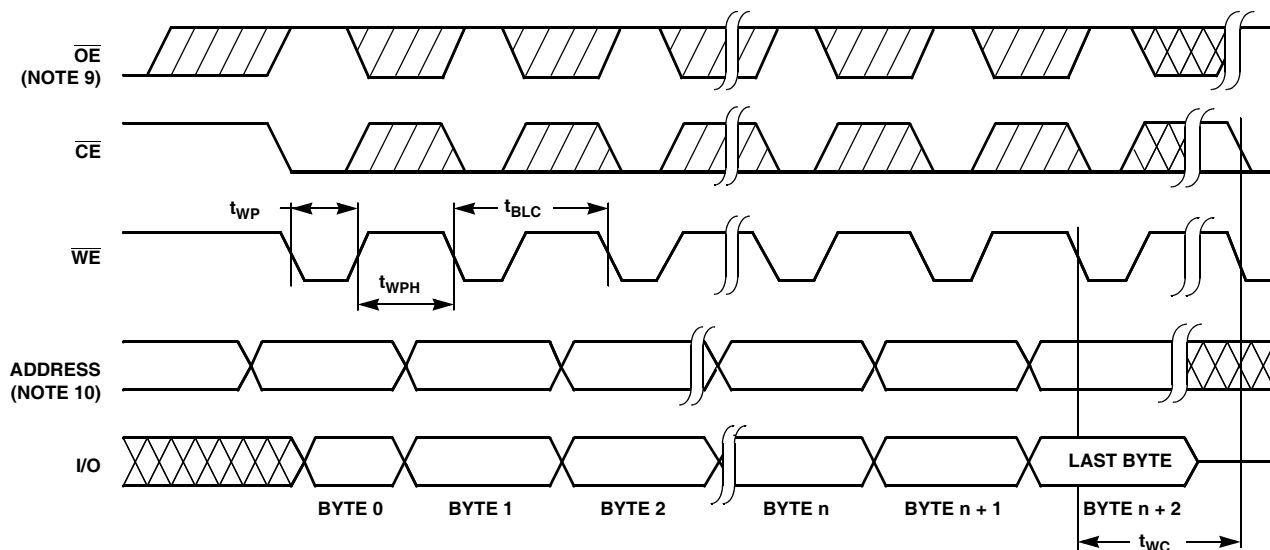 OE
(NOTE 9)
CE
tWP
tBLC
WE
tWPH
ADDRESS
(NOTE 10)
I/O
LAST BYTE
BYTE 0
BYTE 1
BYTE 2
BYTE n
BYTE n + 1
BYTE n + 2
tWC